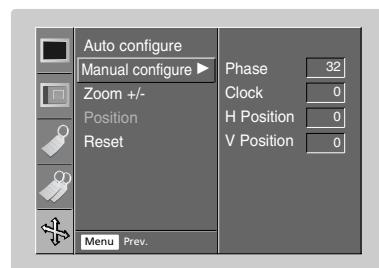 Auto configure
Manual configure ▶
Zoom +/-
Position
Reset
Menu Prev.
Phase 32
Clock 0
H Position 0
V Position 0